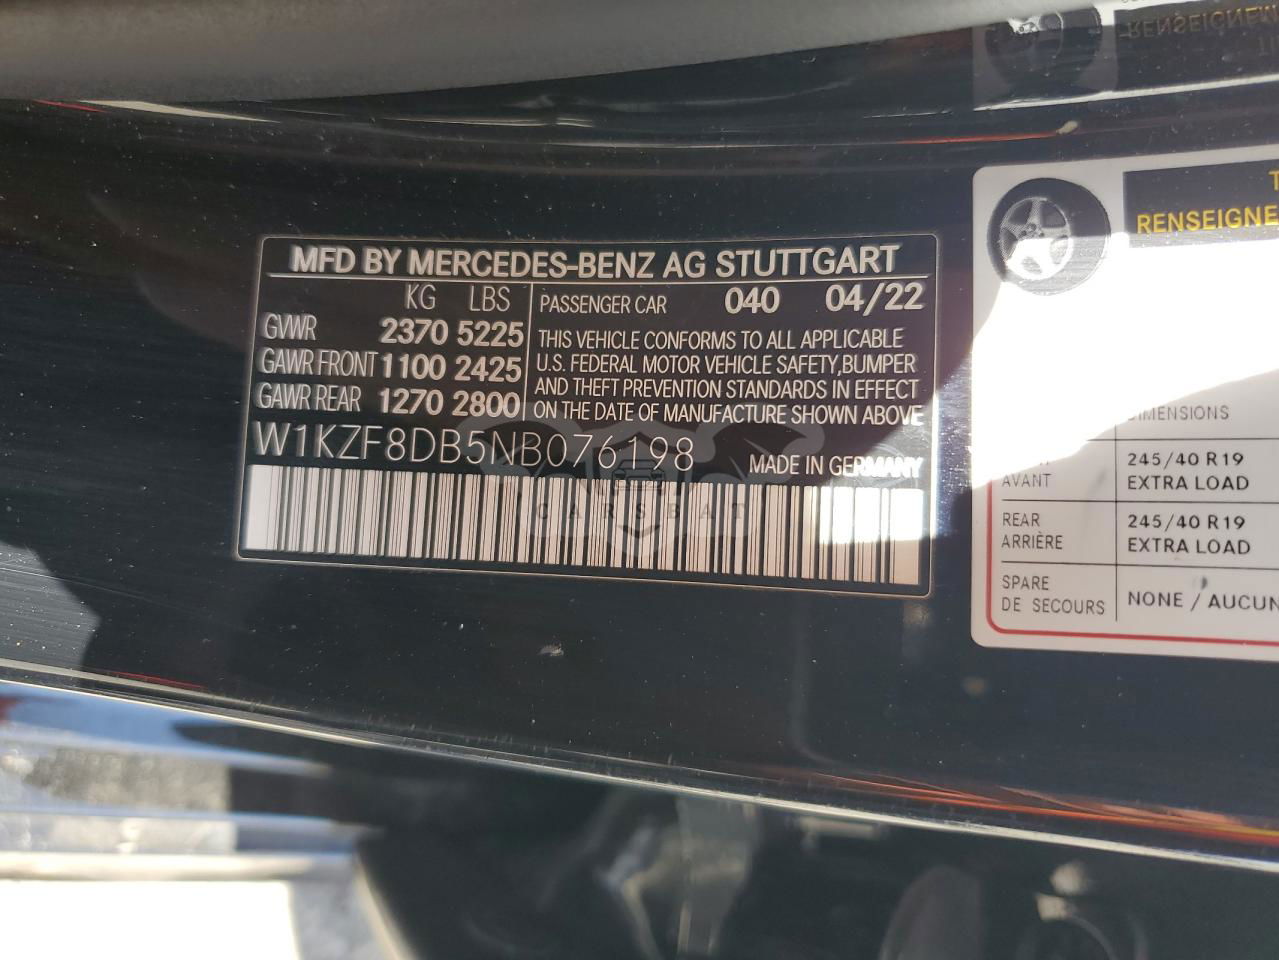 MFD BY MERCEDES-BENZ AG STUTTGART
KG LBS
GVWR 2370 5225
GAWR FRONT 1100 2425
GAWR REAR 1270 2800
PASSENGER CAR 040 04/22
THIS VEHICLE CONFORMS TO ALL APPLICABLE
U.S. FEDERAL MOTOR VEHICLE SAFETY, BUMPER
AND THEFT PREVENTION STANDARDS IN EFFECT
ON THE DATE OF MANUFACTURE SHOWN ABOVE
W1KZF8DB5NB076198 MADE IN GERMANY
CARSBAT
RENSEIGNE
DIMENSIONS
AVANT
245/40 R19
EXTRA LOAD
REAR
ARRIÈRE
245/40 R19
EXTRA LOAD
SPARE
DE SECOURS
NONE / AUCUN